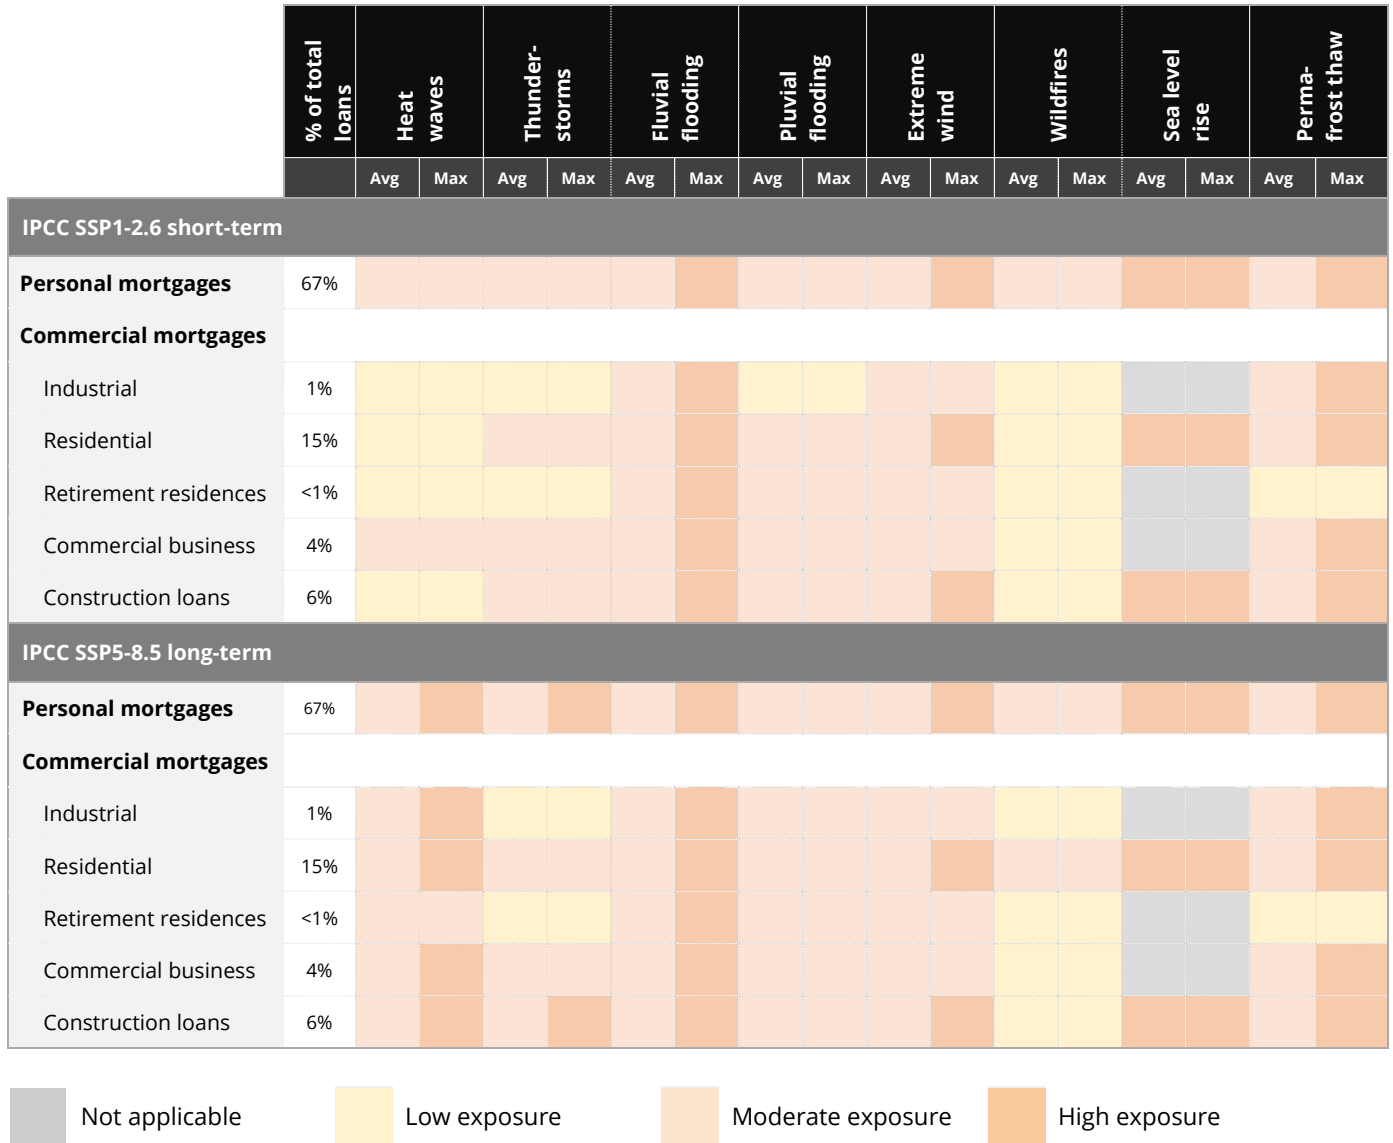 % of total
loans
Heat
waves
Thunder-
storms
Fluvial
flooding
Pluvial
flooding
Extreme
wind
Wildfires
Sea level
rise
Perma-
frost thaw
Avg Max Avg Max Avg Max Avg Max Avg Max Avg Max Avg Max Avg Max
IPCC SSP1-2.6 short-term
Personal mortgages 67%
Commercial mortgages
Industrial 1%
Residential 15%
Retirement residences <1%
Commercial business 4%
Construction loans 6%
IPCC SSP5-8.5 long-term
Personal mortgages 67%
Commercial mortgages
Industrial 1%
Residential 15%
Retirement residences <1%
Commercial business 4%
Construction loans 6%
Not applicable Low exposure Moderate exposure High exposure